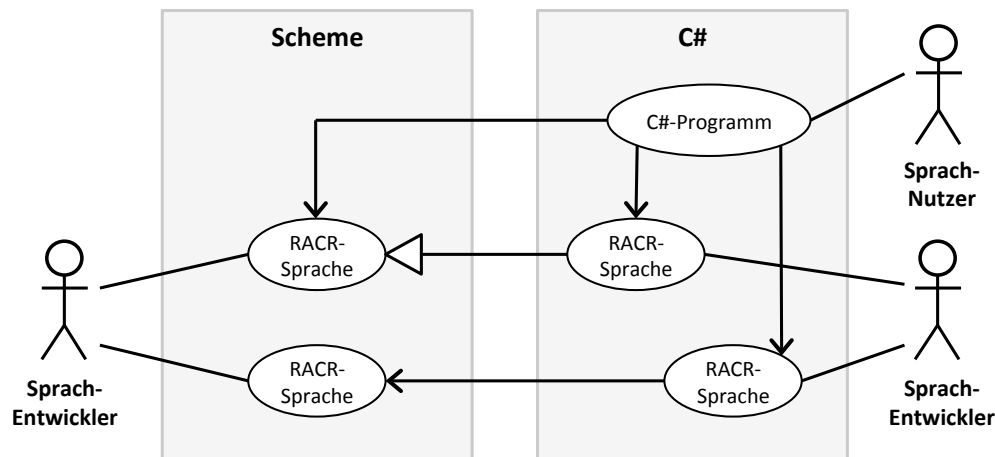 Scheme
C#
C#-Programm
Sprach-
Nutzer
RACR-
Sprache
RACR-
Sprache
Sprach-
Entwickler
RACR-
Sprache
RACR-
Sprache
Sprach-
Entwickler